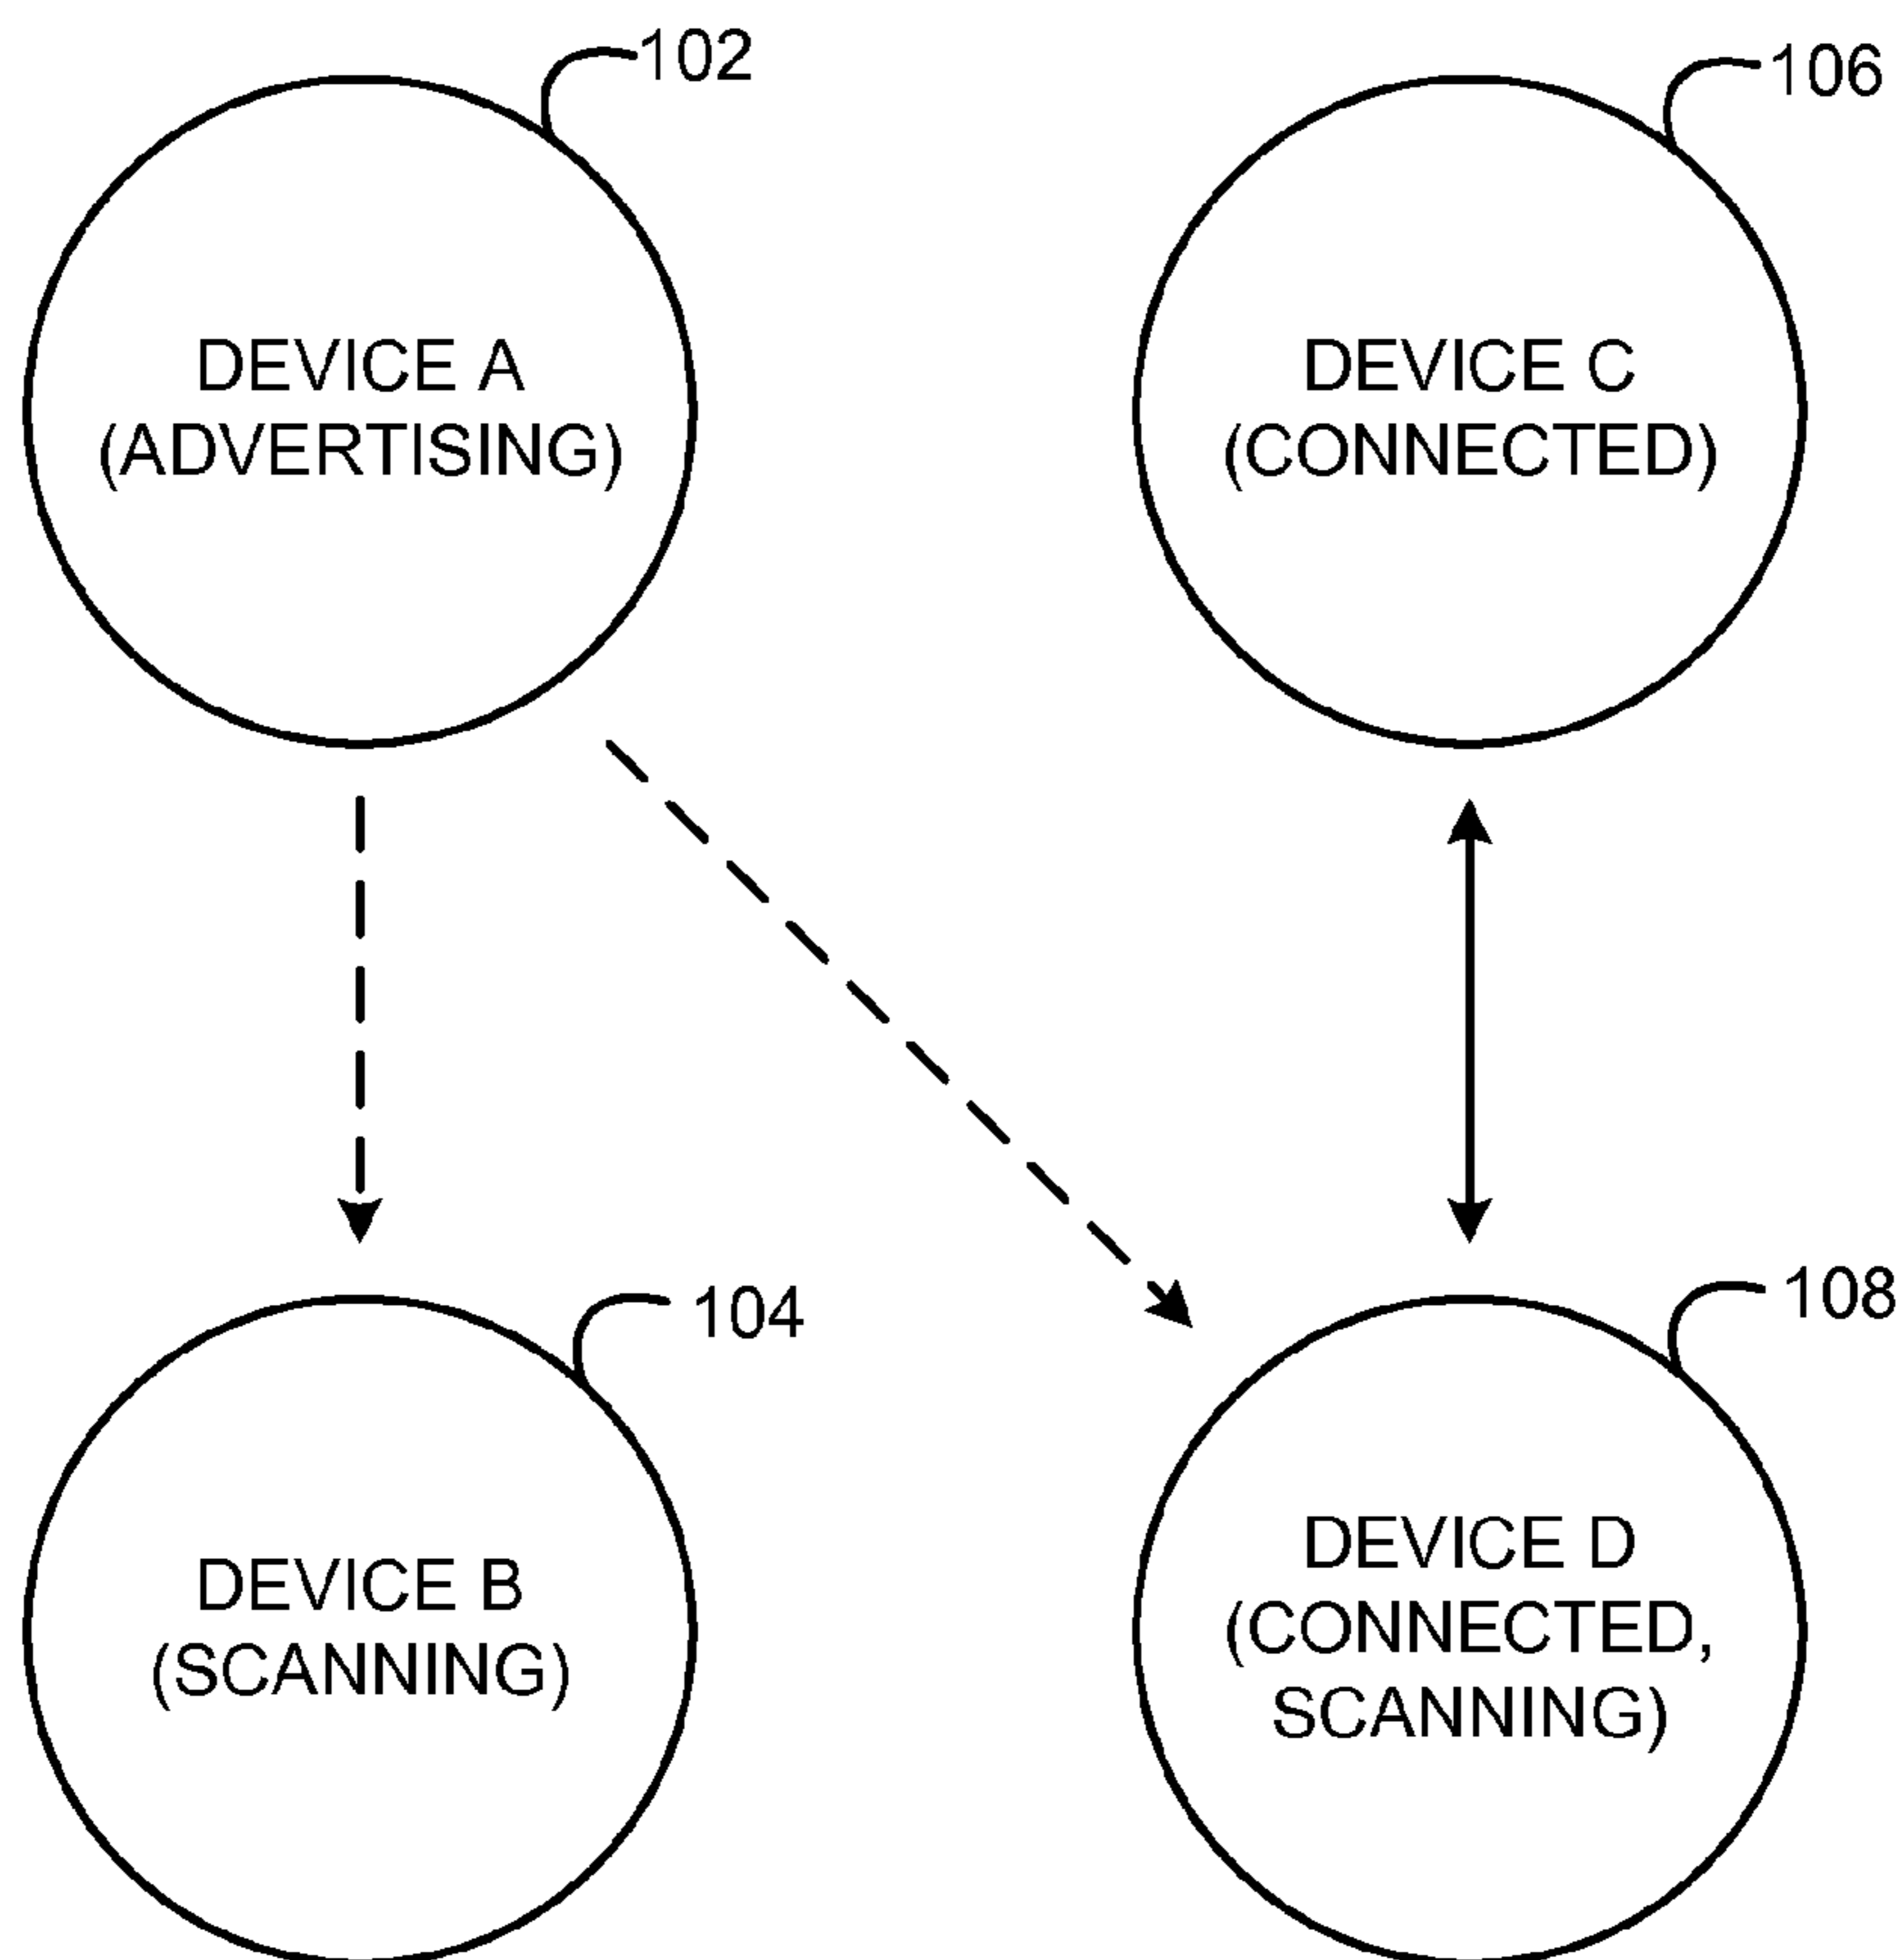 102
106
DEVICE A
(ADVERTISING)
DEVICE C
(CONNECTED)
104
108
DEVICE B
(SCANNING)
DEVICE D
(CONNECTED,
SCANNING)